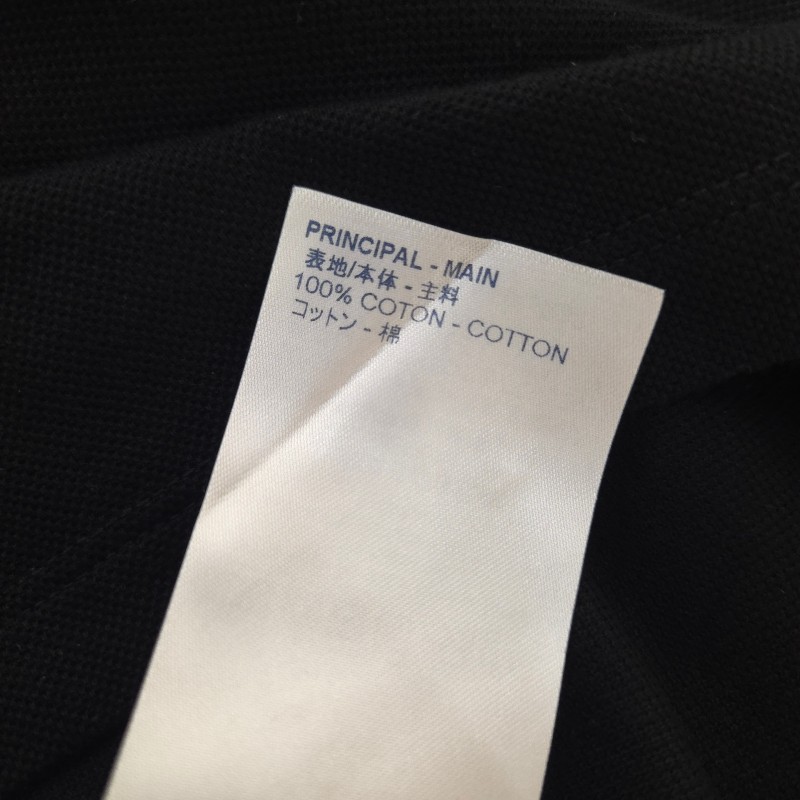 PRINCIPAL - MAIN
表地/本体 - 主料
100% COTON - COTTON
コットン - 棉